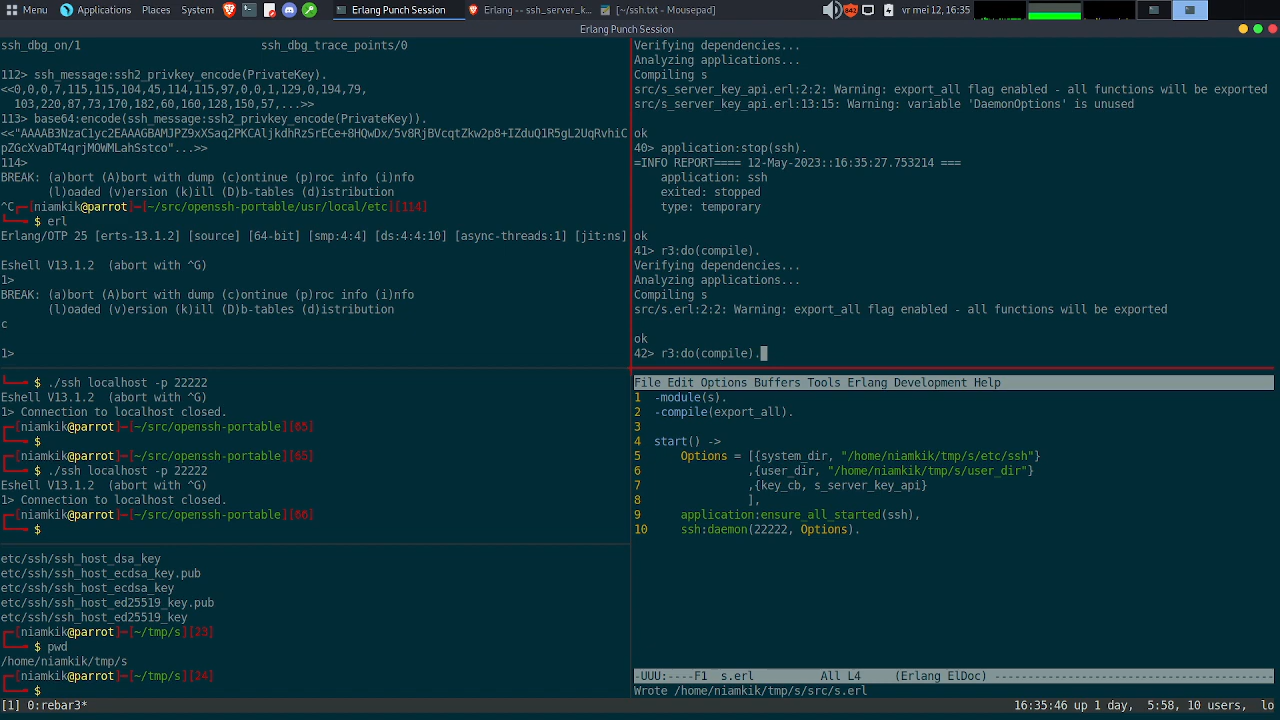 Menu Applications Places System Erlang Punch Session Erlang -- ssh_server_k... [~/ssh.txt - Mousepad] 842 vr mei 12, 16:35
Erlang Punch Session
ssh_dbg_on/1 ssh_dbg_trace_points/0
112> ssh_message:ssh2_privkey_encode(PrivateKey).
<<0,0,0,7,115,115,104,45,114,115,97,0,0,1,129,0,194,79,
103,220,87,73,170,182,60,160,128,150,57,...>>
113> base64:encode(ssh_message:ssh2_privkey_encode(PrivateKey)).
<<"AAAAB3NzaC1yc2EAAAGBAMJPZ9xXSaq2PKCAljkdhRzSrECe+8HQwDx/5v8RjBVcqtZkw2p8+IZduQ1R5gL2UqRvhiC
pZGcXvaDT4qrjMOWMLahSstco"...>>
114>
BREAK: (a)bort (A)bort with dump (c)ontinue (p)roc info (i)nfo
(l)oaded (v)ersion (k)ill (D)b-tables (d)istribution
^C┌─[niamkik@parrot]─[~/src/openssh-portable/usr/local/etc][114]
└──╼ $ erl
Erlang/OTP 25 [erts-13.1.2] [source] [64-bit] [smp:4:4] [ds:4:4:10] [async-threads:1] [jit:ns]
Eshell V13.1.2 (abort with ^G)
1>
BREAK: (a)bort (A)bort with dump (c)ontinue (p)roc info (i)nfo
(l)oaded (v)ersion (k)ill (D)b-tables (d)istribution
c
1>
└──╼ $ ./ssh localhost -p 22222
Eshell V13.1.2 (abort with ^G)
1> Connection to localhost closed.
┌─[niamkik@parrot]─[~/src/openssh-portable][65]
└──╼ $
┌─[niamkik@parrot]─[~/src/openssh-portable][65]
└──╼ $ ./ssh localhost -p 22222
Eshell V13.1.2 (abort with ^G)
1> Connection to localhost closed.
┌─[niamkik@parrot]─[~/src/openssh-portable][66]
└──╼ $
etc/ssh/ssh_host_dsa_key
etc/ssh/ssh_host_ecdsa_key.pub
etc/ssh/ssh_host_ecdsa_key
etc/ssh/ssh_host_ed25519_key.pub
etc/ssh/ssh_host_ed25519_key
┌─[niamkik@parrot]─[~/tmp/s][23]
└──╼ $ pwd
/home/niamkik/tmp/s
┌─[niamkik@parrot]─[~/tmp/s][24]
└──╼ $
Verifying dependencies...
Analyzing applications...
Compiling s
src/s_server_key_api.erl:2:2: Warning: export_all flag enabled - all functions will be exported
src/s_server_key_api.erl:13:15: Warning: variable 'DaemonOptions' is unused
ok
40> application:stop(ssh).
=INFO REPORT==== 12-May-2023::16:35:27.753214 ===
application: ssh
exited: stopped
type: temporary
ok
41> r3:do(compile).
Verifying dependencies...
Analyzing applications...
Compiling s
src/s.erl:2:2: Warning: export_all flag enabled - all functions will be exported
ok
42> r3:do(compile).
File Edit Options Buffers Tools Erlang Development Help
1 -module(s).
2 -compile(export_all).
3
4 start() ->
5 Options = [{system_dir, "/home/niamkik/tmp/s/etc/ssh"}
6 ,{user_dir, "/home/niamkik/tmp/s/user_dir"}
7 ,{key_cb, s_server_key_api}
8 ],
9 application:ensure_all_started(ssh),
10 ssh:daemon(22222, Options).
-UUU:----F1 s.erl All L4 (Erlang ElDoc) ----------------------------------------
Wrote /home/niamkik/tmp/s/src/s.erl
[1] 0:rebar3* 16:35:46 up 1 day, 5:58, 10 users, lo